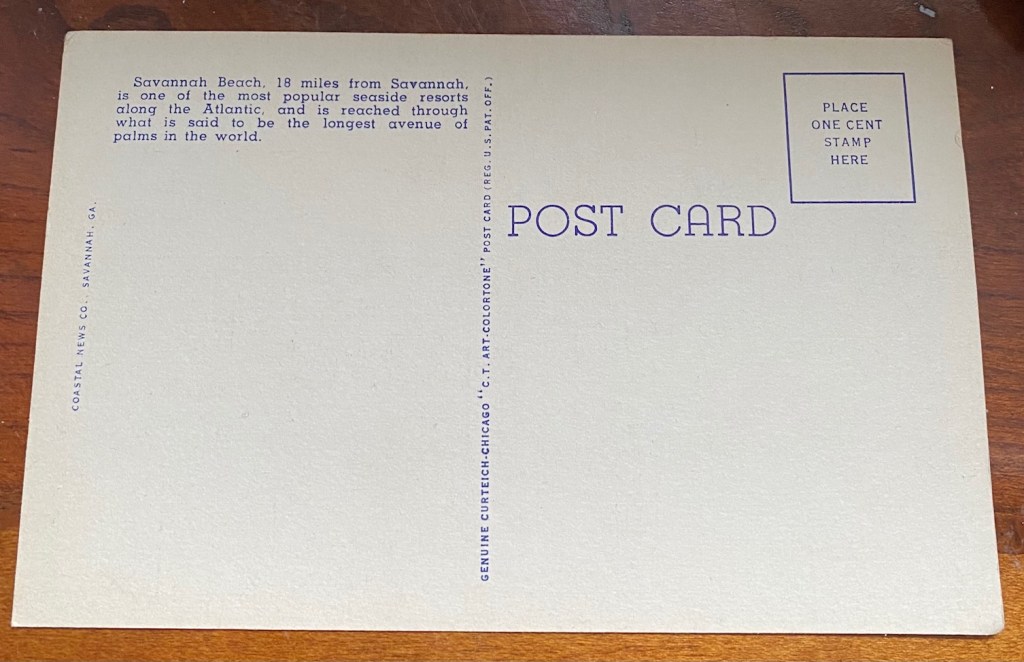 Savannah Beach, 18 miles from Savannah,
is one of the most popular seaside resorts
along the Atlantic, and is reached through
what is said to be the longest avenue of
palms in the world.
COASTAL NEWS CO., SAVANNAH, GA.
GENUINE CURTEICH-CHICAGO "C.T. ART-COLORTONE" POST CARD (REG. U.S. PAT. OFF.)
POST CARD
PLACE
ONE CENT
STAMP
HERE